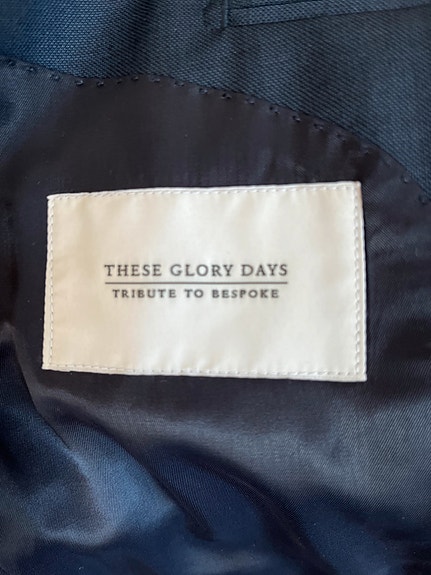 THESE GLORY DAYS
TRIBUTE TO BESPOKE